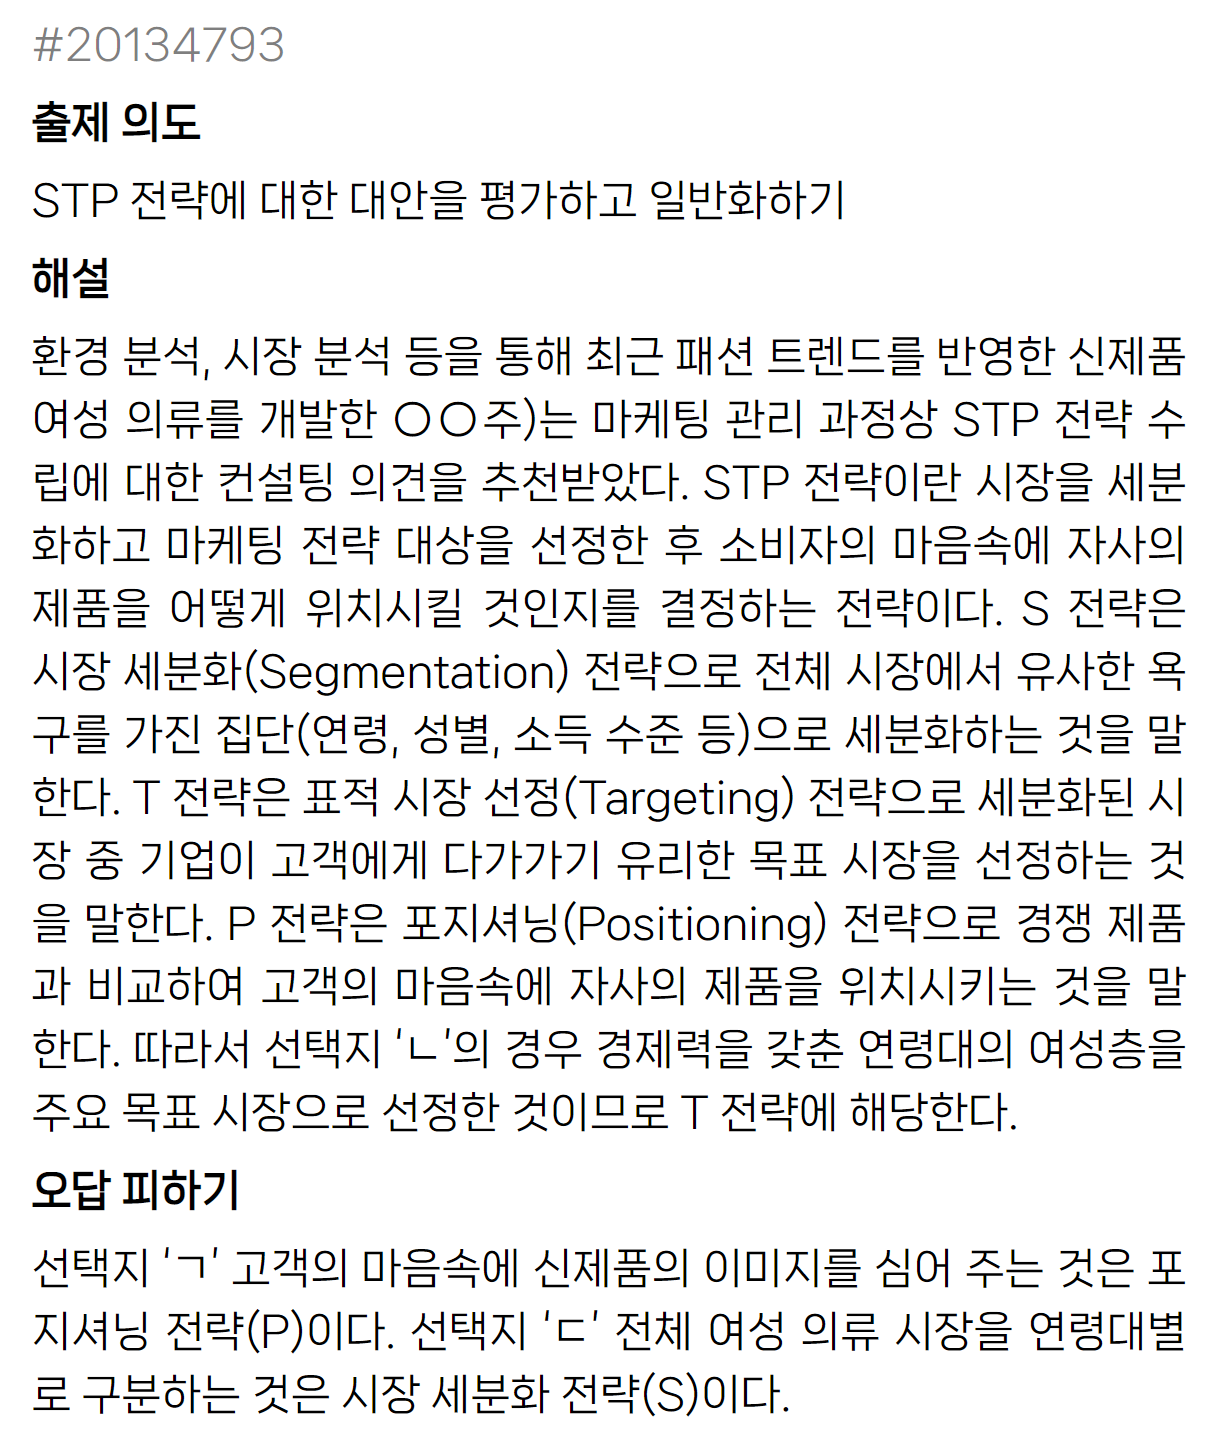 #20134793
출제 의도
STP 전략에 대한 대안을 평가하고 일반화하기
해설
환경 분석, 시장 분석 등을 통해 최근 패션 트렌드를 반영한 신제품
여성 의류를 개발한 〇〇주)는 마케팅 관리 과정상 STP 전략 수
립에 대한 컨설팅 의견을 추천받았다. STP 전략이란 시장을 세분
화하고 마케팅 전략 대상을 선정한 후 소비자의 마음속에 자사의
제품을 어떻게 위치시킬 것인지를 결정하는 전략이다. S 전략은
시장 세분화(Segmentation) 전략으로 전체 시장에서 유사한 욕
구를 가진 집단(연령, 성별, 소득 수준 등)으로 세분화하는 것을 말
한다. T 전략은 표적 시장 선정(Targeting) 전략으로 세분화된 시
장 중 기업이 고객에게 다가가기 유리한 목표 시장을 선정하는 것
을 말한다. P 전략은 포지셔닝(Positioning) 전략으로 경쟁 제품
과 비교하여 고객의 마음속에 자사의 제품을 위치시키는 것을 말
한다. 따라서 선택지 ‘ㄴ’의 경우 경제력을 갖춘 연령대의 여성층을
주요 목표 시장으로 선정한 것이므로 T 전략에 해당한다.
오답 피하기
선택지 ‘ㄱ’ 고객의 마음속에 신제품의 이미지를 심어 주는 것은 포
지셔닝 전략(P)이다. 선택지 ‘ㄷ’ 전체 여성 의류 시장을 연령대별
로 구분하는 것은 시장 세분화 전략(S)이다.